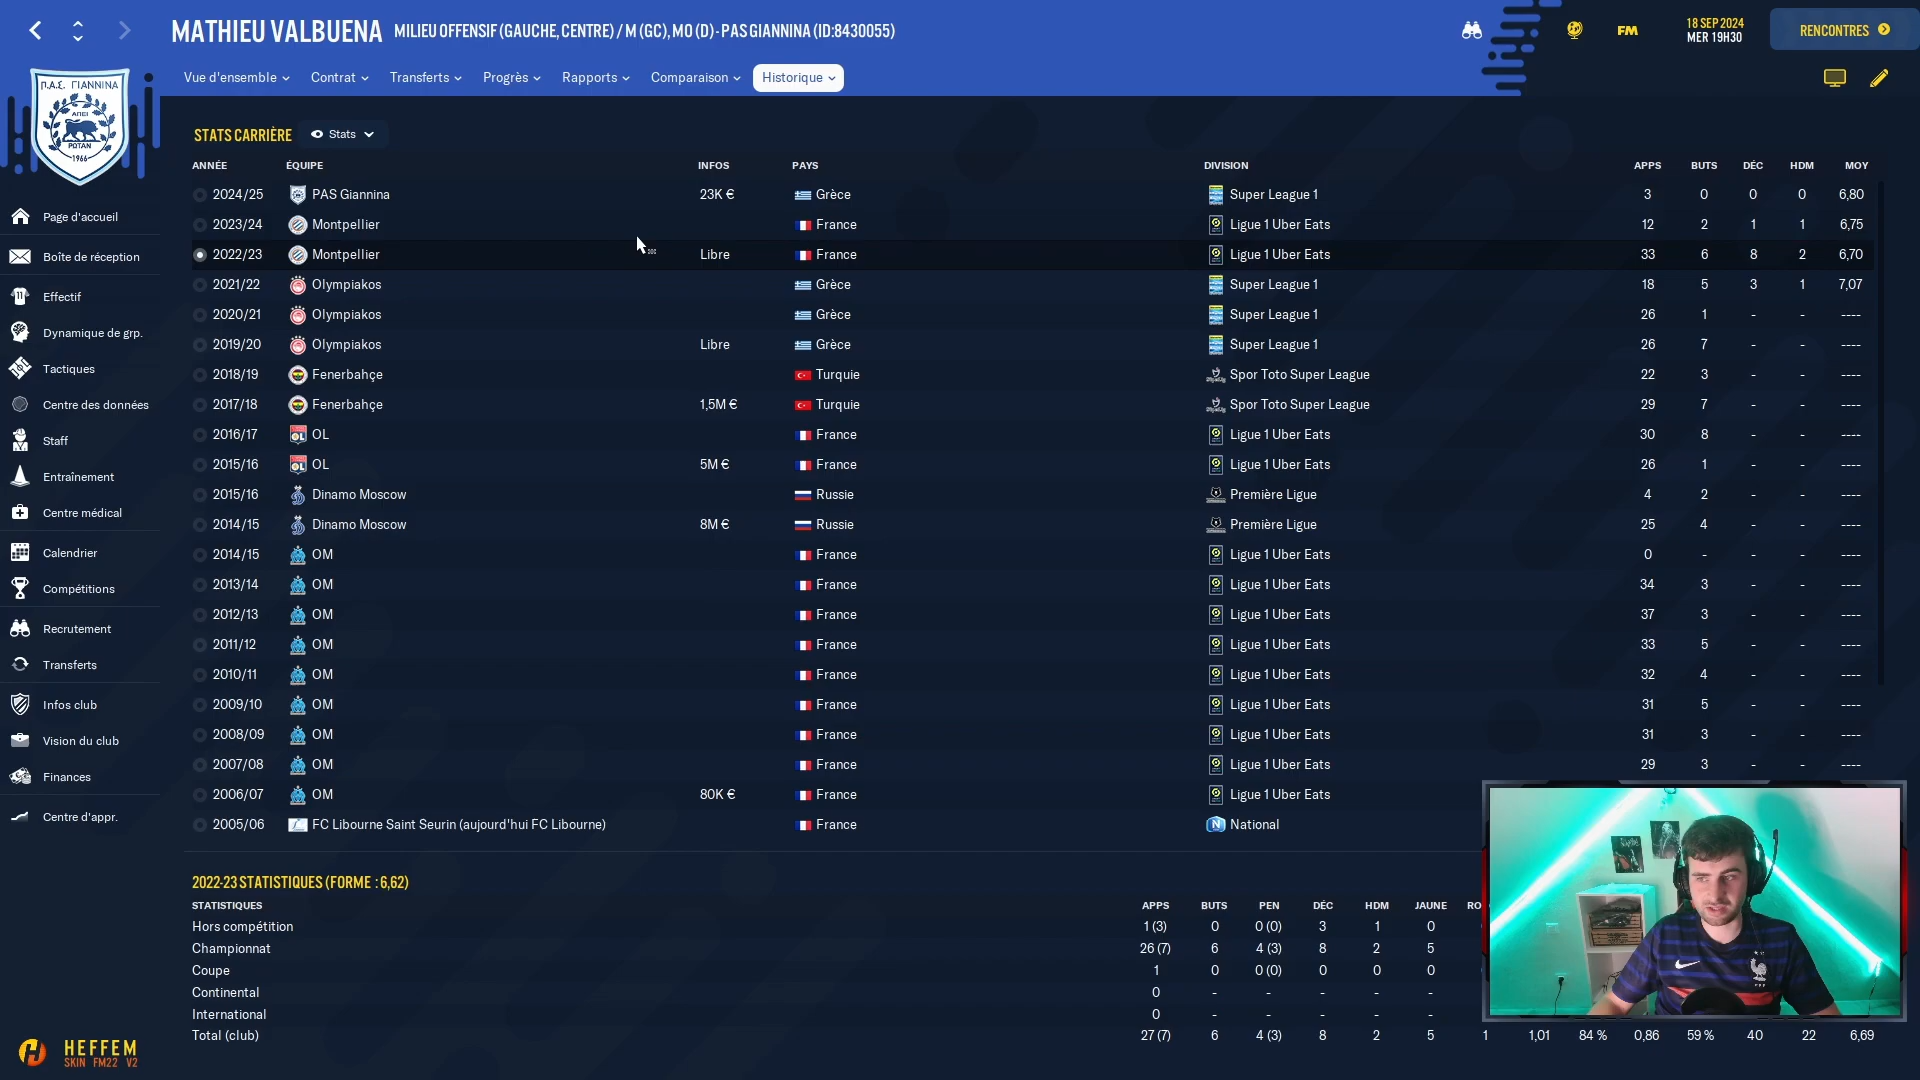 MATHIEU VALBUENA MILIEU OFFENSIF (GAUCHE, CENTRE) / M (GC), MO (D) - PAS GIANNINA (ID:8430055)
FM
18 SEP 2024
MER 19H30
RENCONTRES
Vue d'ensemble Contrat Transferts Progrès Rapports Comparaison Historique
Π.Α.Σ. ΓΙΑΝΝΙΝΑ
ΑΠΕΙ
ΡΩΤΑΝ
1966
Page d'accueil
Boîte de réception
Effectif
Dynamique de grp.
Tactiques
Centre des données
Staff
Entraînement
Centre médical
Calendrier
Compétitions
Recrutement
Transferts
Infos club
Vision du club
Finances
Centre d'appr.
HEFFEM
SKIN FM22 V2
STATS CARRIÈRE Stats
ANNÉE ÉQUIPE INFOS PAYS DIVISION APPS BUTS DÉC HDM MOY
2024/25 PAS Giannina 23K € Grèce Super League 1 3 0 0 0 6,80
2023/24 Montpellier France Ligue 1 Uber Eats 12 2 1 1 6,75
2022/23 Montpellier Libre France Ligue 1 Uber Eats 33 6 8 2 6,70
2021/22 Olympiakos Grèce Super League 1 18 5 3 1 7,07
2020/21 Olympiakos Grèce Super League 1 26 1 - - ----
2019/20 Olympiakos Libre Grèce Super League 1 26 7 - - ----
2018/19 Fenerbahçe Turquie Spor Toto Super League 22 3 - - ----
2017/18 Fenerbahçe 1,5M € Turquie Spor Toto Super League 29 7 - - ----
2016/17 OL France Ligue 1 Uber Eats 30 8 - - ----
2015/16 OL 5M € France Ligue 1 Uber Eats 26 1 - - ----
2015/16 Dinamo Moscow Russie Première Ligue 4 2 - - ----
2014/15 Dinamo Moscow 8M € Russie Première Ligue 25 4 - - ----
2014/15 OM France Ligue 1 Uber Eats 0 - - - ----
2013/14 OM France Ligue 1 Uber Eats 34 3 - - ----
2012/13 OM France Ligue 1 Uber Eats 37 3 - - ----
2011/12 OM France Ligue 1 Uber Eats 33 5 - - ----
2010/11 OM France Ligue 1 Uber Eats 32 4 - - ----
2009/10 OM France Ligue 1 Uber Eats 31 5 - - ----
2008/09 OM France Ligue 1 Uber Eats 31 3 - - ----
2007/08 OM France Ligue 1 Uber Eats 29 3 - - ----
2006/07 OM 80K € France Ligue 1 Uber Eats
2005/06 FC Libourne Saint Seurin (aujourd'hui FC Libourne) France National
2022-23 STATISTIQUES (FORME : 6,62)
STATISTIQUES APPS BUTS PEN DÉC HDM JAUNE RO
Hors compétition 1 (3) 0 0 (0) 3 1 0
Championnat 26 (7) 6 4 (3) 8 2 5
Coupe 1 0 0 (0) 0 0 0
Continental 0 - - - - -
International 0 - - - - -
Total (club) 27 (7) 6 4 (3) 8 2 5 1 1,01 84 % 0,86 59 % 40 22 6,69